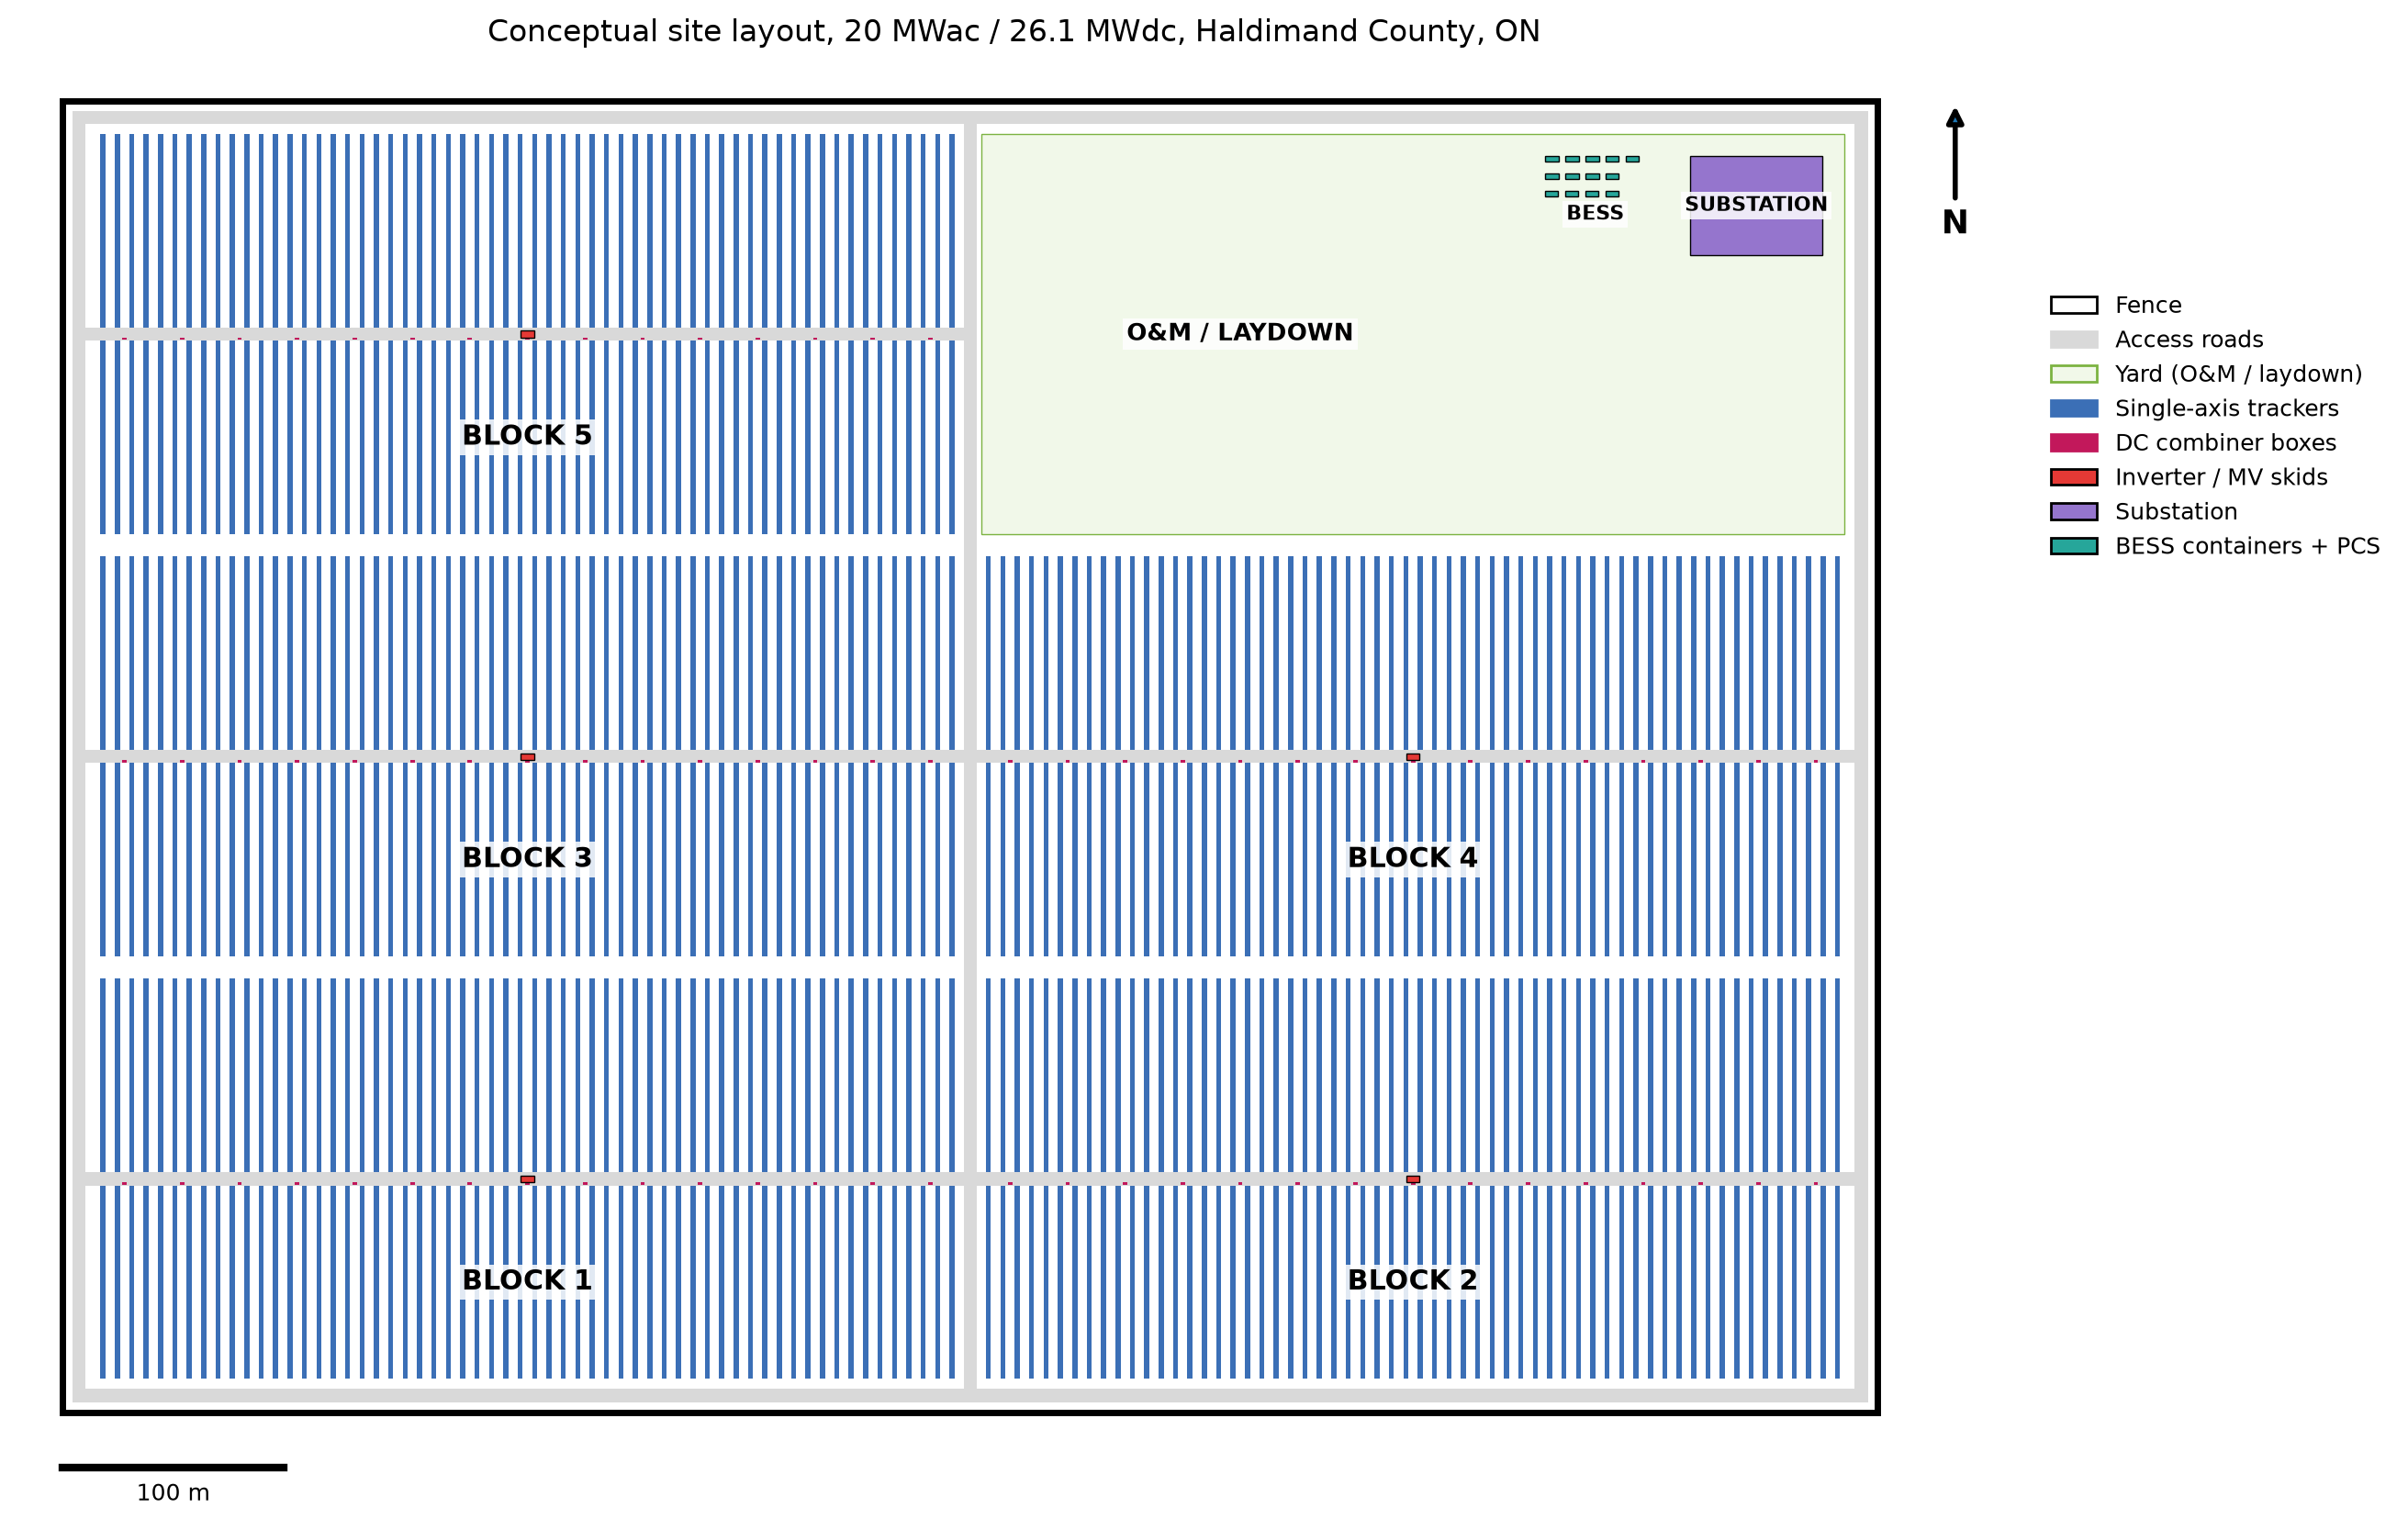 Conceptual site layout, 20 MWac / 26.1 MWdc, Haldimand County, ON
BESS
SUBSTATION
O&M / LAYDOWN
BLOCK 5
BLOCK 3
BLOCK 4
BLOCK 1
BLOCK 2
N
Fence
Access roads
Yard (O&M / laydown)
Single-axis trackers
DC combiner boxes
Inverter / MV skids
Substation
BESS containers + PCS
100 m